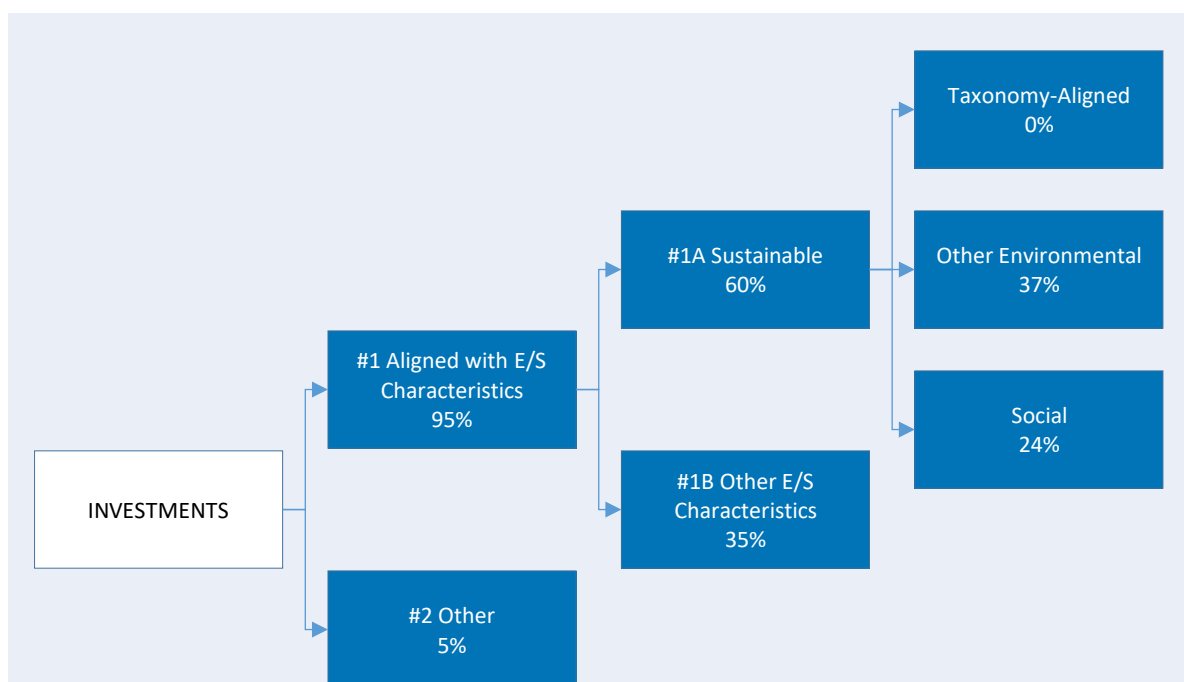 INVESTMENTS
#1 Aligned with E/S
Characteristics
95%
#2 Other
5%
#1A Sustainable
60%
#1B Other E/S
Characteristics
35%
Taxonomy-Aligned
0%
Other Environmental
37%
Social
24%